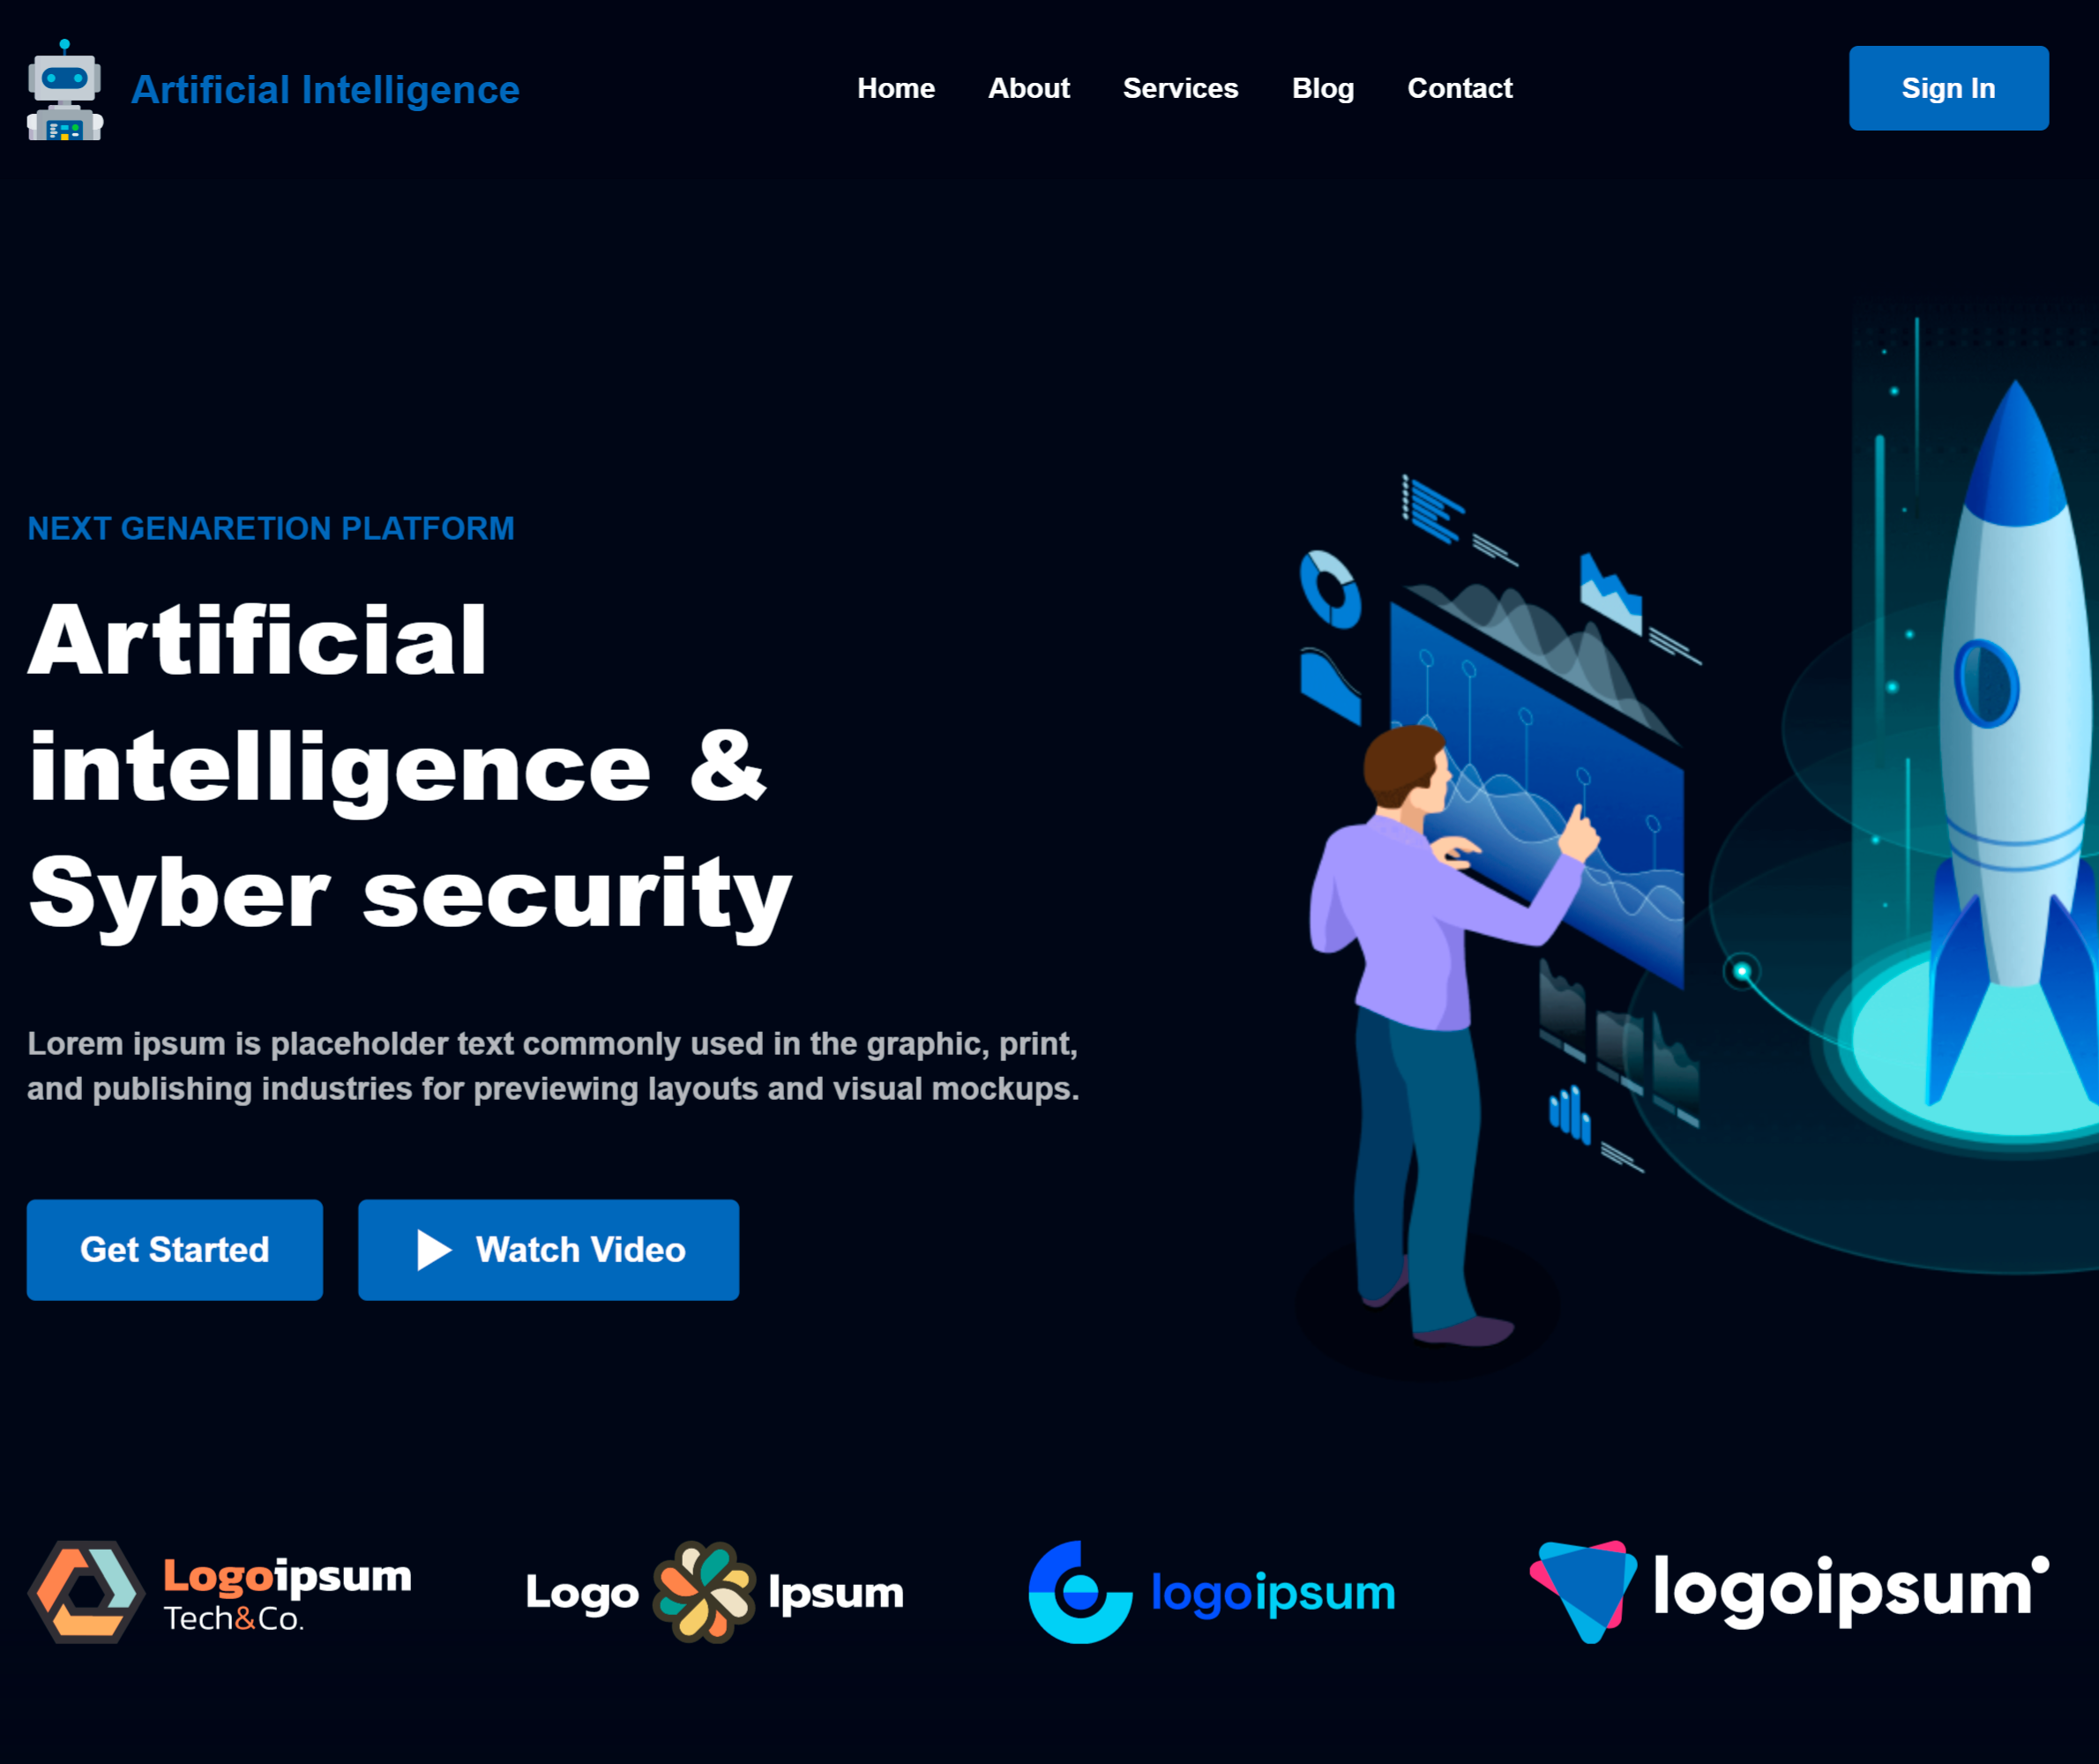 Artificial Intelligence
Home About Services Blog Contact
Sign In
NEXT GENARETION PLATFORM
Artificial
intelligence &
Syber security
Lorem ipsum is placeholder text commonly used in the graphic, print,
and publishing industries for previewing layouts and visual mockups.
Get Started
Watch Video
Logoipsum
Tech&Co.
Logo Ipsum
logoipsum
logoipsum